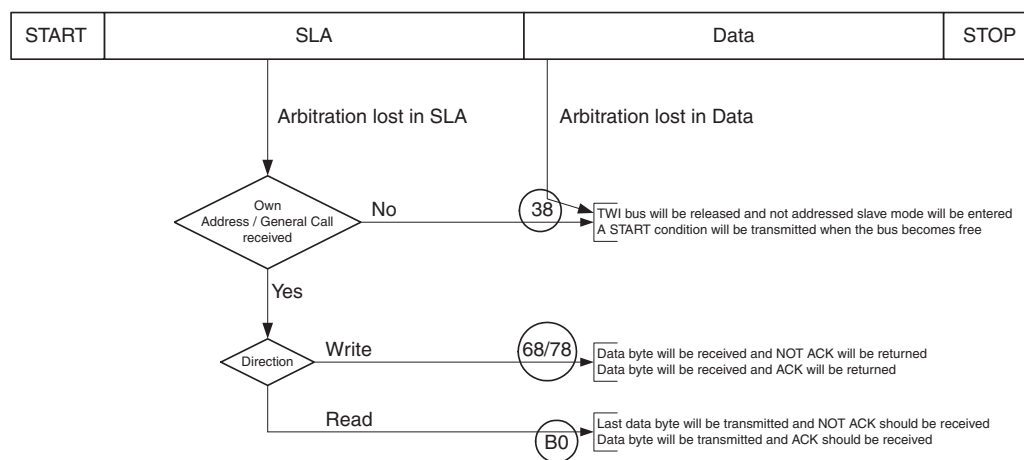 START SLA Data STOP
Arbitration lost in SLA Arbitration lost in Data
Own
Address / General Call
received
No
38
TWI bus will be released and not addressed slave mode will be entered
A START condition will be transmitted when the bus becomes free
Yes
Direction
Write
68/78
Data byte will be received and NOT ACK will be returned
Data byte will be received and ACK will be returned
Read
B0
Last data byte will be transmitted and NOT ACK should be received
Data byte will be transmitted and ACK should be received